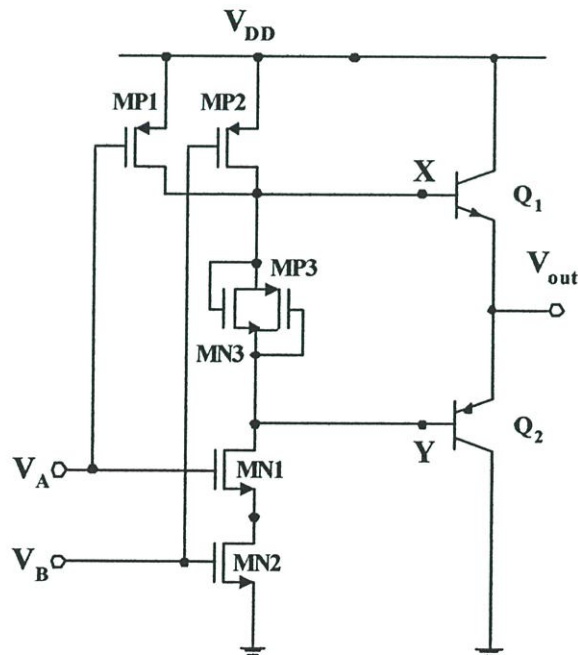 V_DD
MP1 MP2
X
Q_1
MP3
V_out
MN3
Y
Q_2
V_A
MN1
V_B
MN2